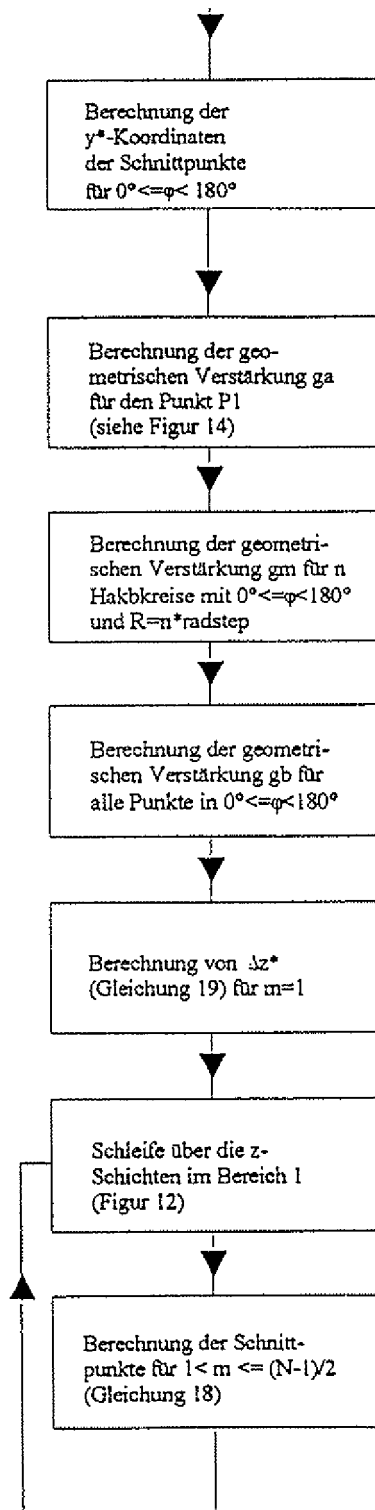 Berechnung der
y*-Koordinaten
der Schnittpunkte
für 0°<=φ< 180°
Berechnung der geo-
metrischen Verstärkung ga
für den Punkt P1
(siehe Figur 14)
Berechnung der geometri-
schen Verstärkung gm für n
Hakbkreise mit 0°<=φ<180°
und R=n*radstep
Berechnung der geometri-
schen Verstärkung gb für
alle Punkte in 0°<=φ<180°
Berechnung von Δz*
(Gleichung 19) für m=1
Schleife über die z-
Schichten im Bereich 1
(Figur 12)
Berechnung der Schnitt-
punkte für 1< m <= (N-1)/2
(Gleichung 18)